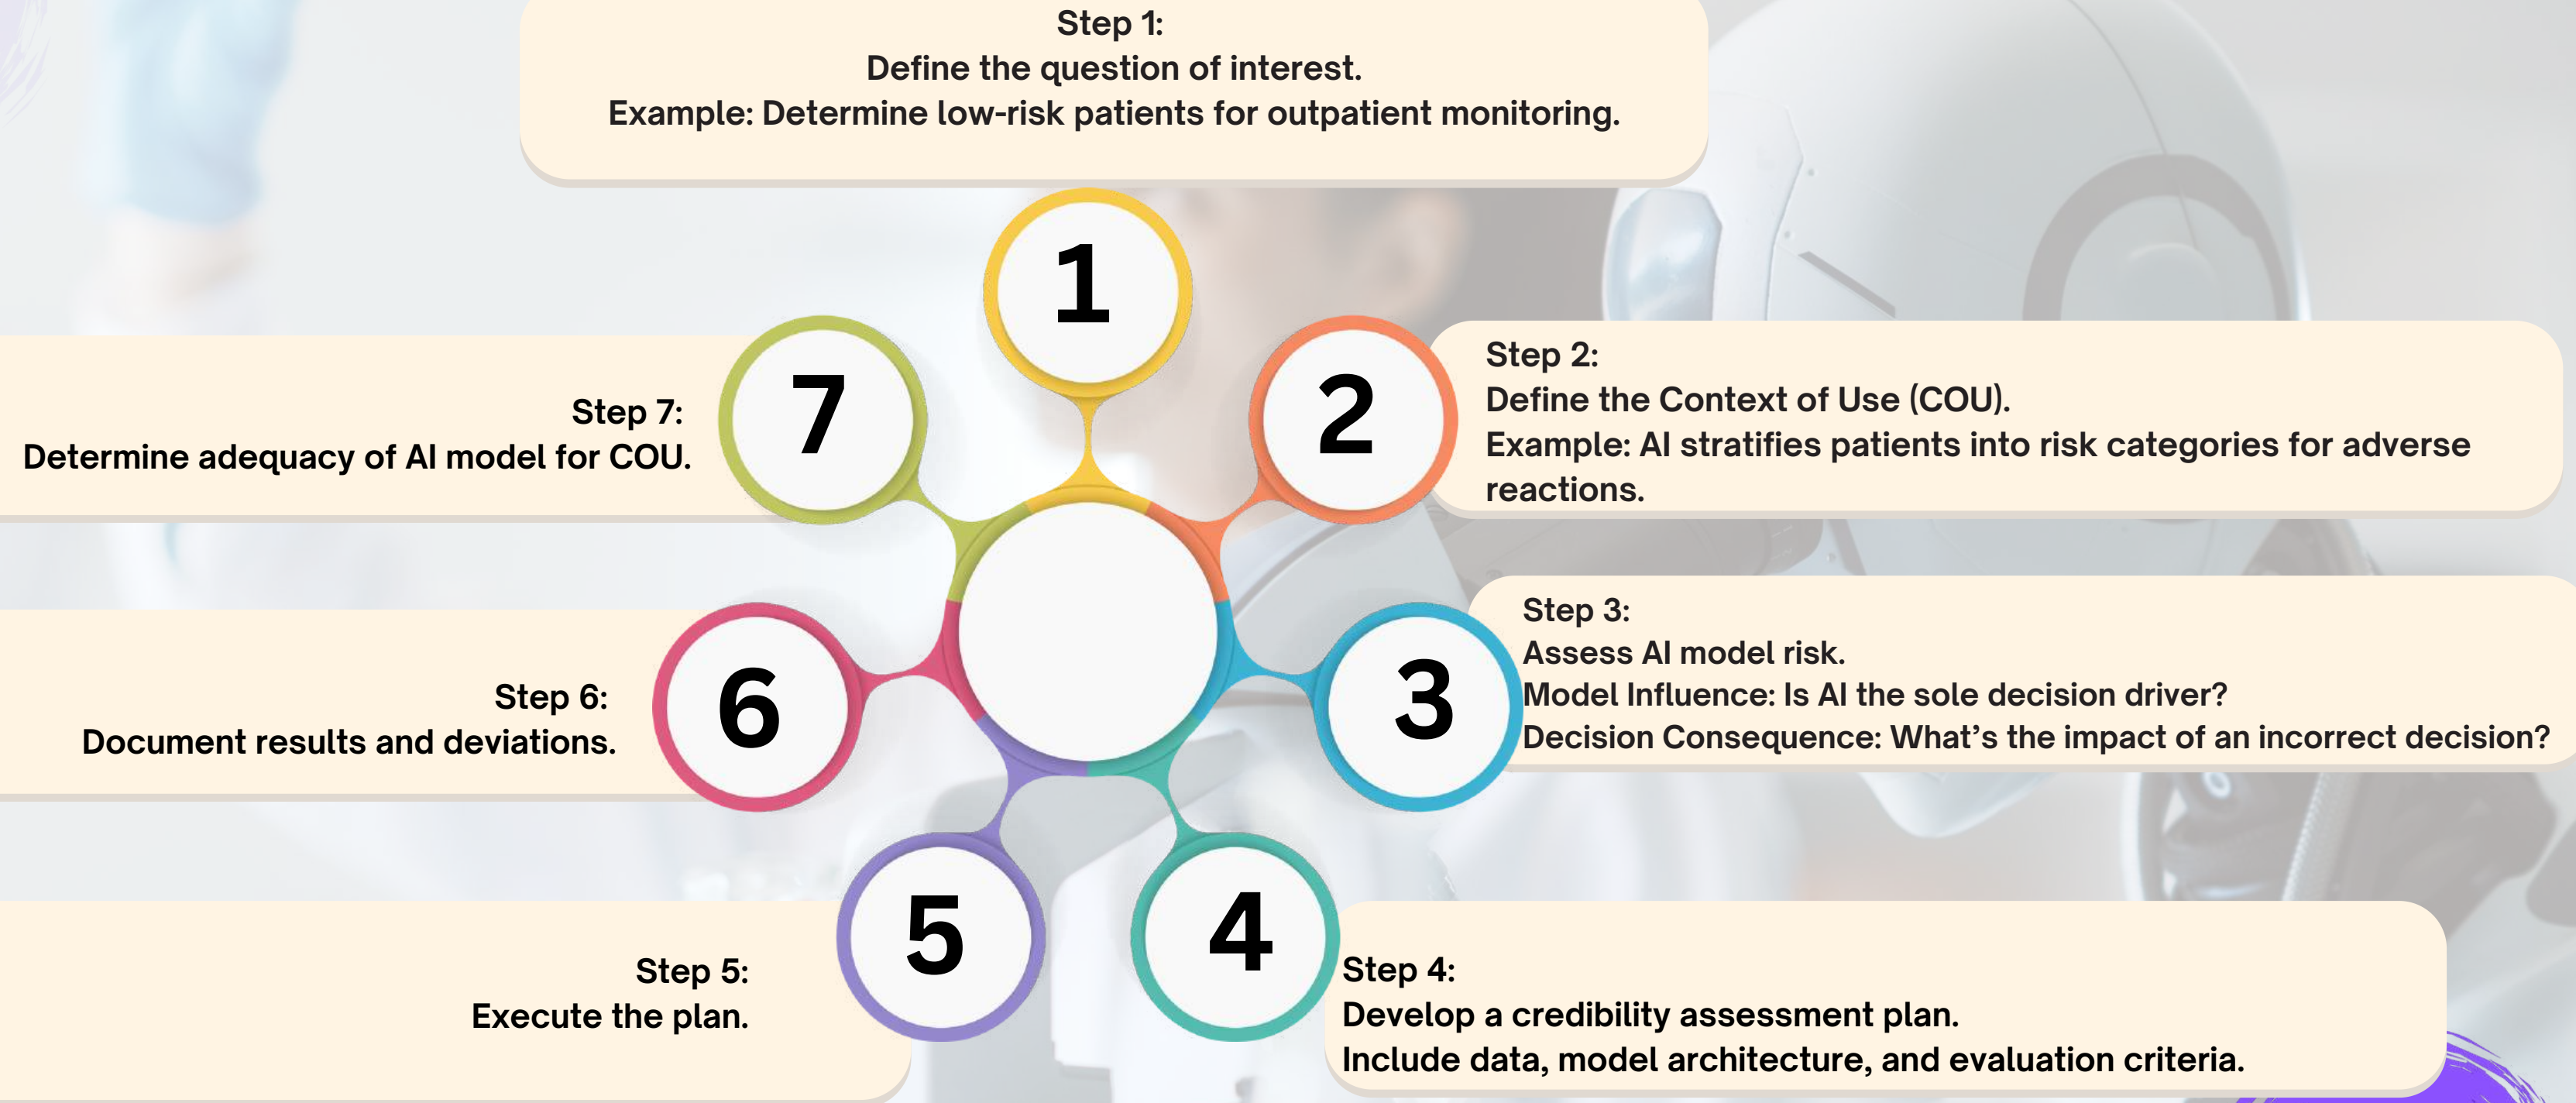 Step 1:
Define the question of interest.
Example: Determine low-risk patients for outpatient monitoring.
1
2
Step 2:
Define the Context of Use (COU).
Example: AI stratifies patients into risk categories for adverse
reactions.
3
Step 3:
Assess AI model risk.
Model Influence: Is AI the sole decision driver?
Decision Consequence: What’s the impact of an incorrect decision?
4
Step 4:
Develop a credibility assessment plan.
Include data, model architecture, and evaluation criteria.
5
Step 5:
Execute the plan.
6
Step 6:
Document results and deviations.
7
Step 7:
Determine adequacy of AI model for COU.